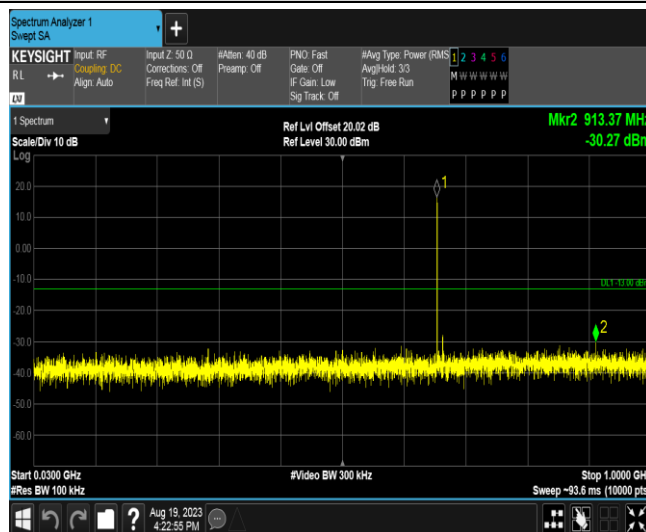 Spectrum Analyzer 1
Swept SA
+
KEYSIGHT
RL
LXI
Input: RF
Coupling: DC
Align: Auto
Input Z: 50 Ω
Corrections: Off
Freq Ref: Int (S)
#Atten: 40 dB
Preamp: Off
PNO: Fast
Gate: Off
IF Gain: Low
Sig Track: Off
#Avg Type: Power (RMS
Avg|Hold: 3/3
Trig: Free Run
1 2 3 4 5 6
M W W W W W
P P P P P P
1 Spectrum
Scale/Div 10 dB
Log
Ref Lvl Offset 20.02 dB
Ref Level 30.00 dBm
Mkr2 913.37 MHz
-30.27 dBm
1
20.0
10.0
0.00
-10.0
DL1 -13.00 dBm
-20.0
2
-30.0
-40.0
-50.0
-60.0
Start 0.0300 GHz
#Video BW 300 kHz
Stop 1.0000 GH
#Res BW 100 kHz
Sweep ~93.6 ms (10000 pts
?
Aug 19, 2023
4:22:55 PM